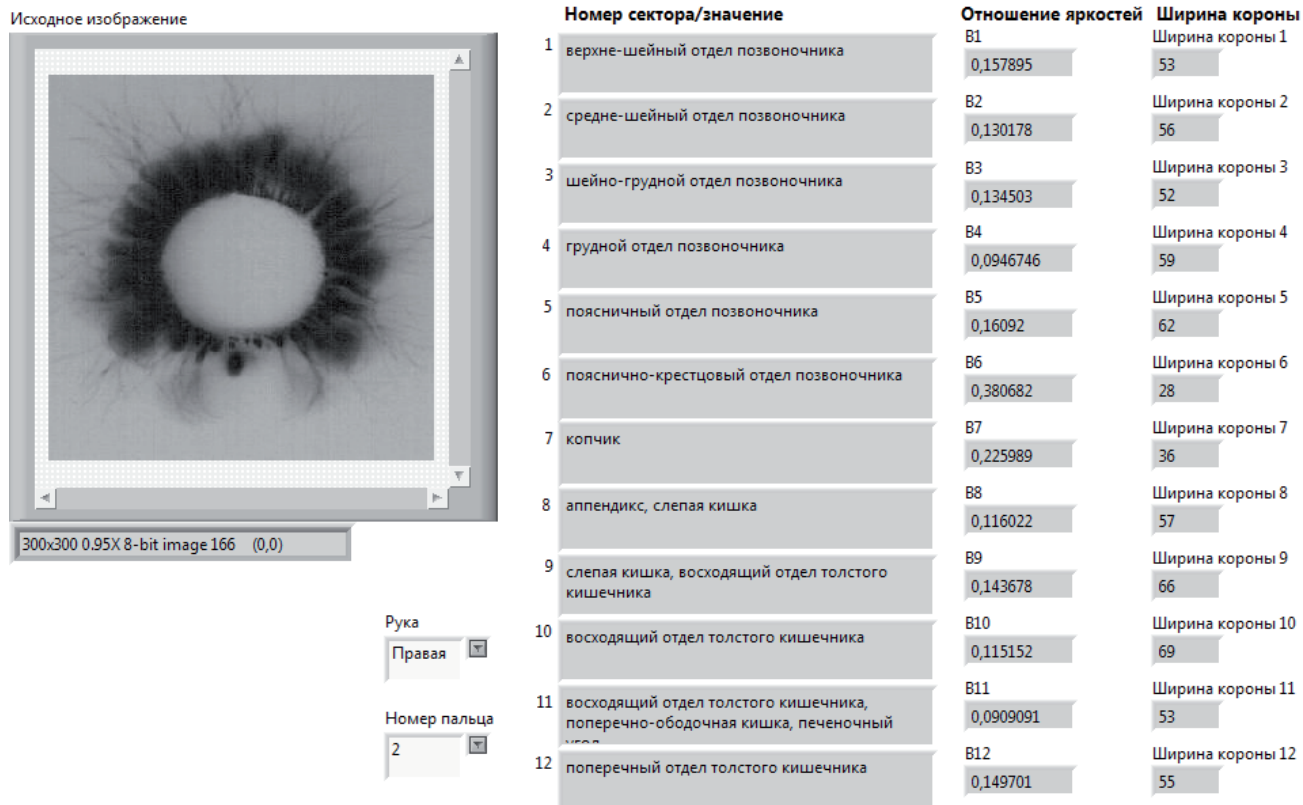 Исходное изображение
300x300 0.95X 8-bit image 166 (0,0)
Рука
Правая
Номер пальца
2
Номер сектора/значение
Отношение яркостей
Ширина короны
1
верхне-шейный отдел позвоночника
B1
0,157895
Ширина короны 1
53
2
средне-шейный отдел позвоночника
B2
0,130178
Ширина короны 2
56
3
шейно-грудной отдел позвоночника
B3
0,134503
Ширина короны 3
52
4
грудной отдел позвоночника
B4
0,0946746
Ширина короны 4
59
5
поясничный отдел позвоночника
B5
0,16092
Ширина короны 5
62
6
пояснично-крестцовый отдел позвоночника
B6
0,380682
Ширина короны 6
28
7
копчик
B7
0,225989
Ширина короны 7
36
8
аппендикс, слепая кишка
B8
0,116022
Ширина короны 8
57
9
слепая кишка, восходящий отдел толстого
кишечника
B9
0,143678
Ширина короны 9
66
10
восходящий отдел толстого кишечника
B10
0,115152
Ширина короны 10
69
11
восходящий отдел толстого кишечника,
поперечно-ободочная кишка, печеночный
B11
0,0909091
Ширина короны 11
53
12
поперечный отдел толстого кишечника
B12
0,149701
Ширина короны 12
55